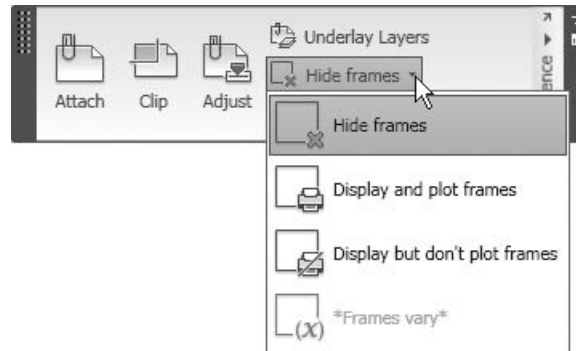 Underlay Layers
Hide frames
Attach Clip Adjust
ence
Hide frames
Display and plot frames
Display but don't plot frames
(x) *Frames vary*